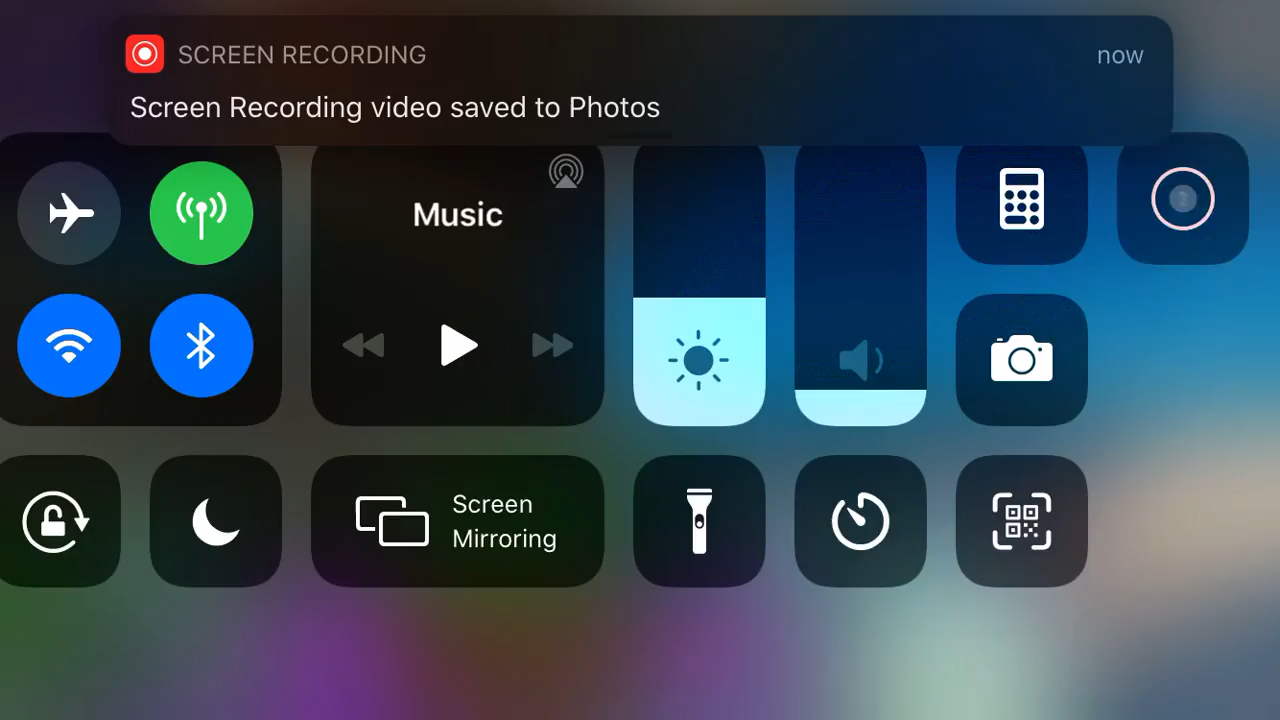 SCREEN RECORDING
now
Screen Recording video saved to Photos
Music
Screen
Mirroring